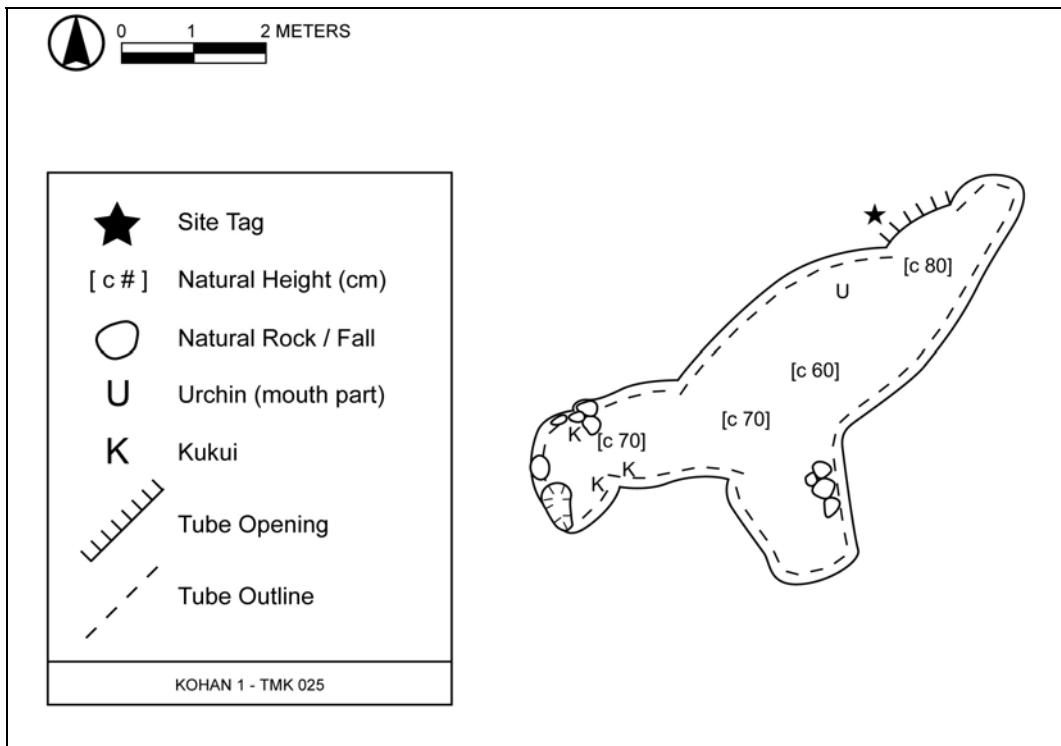 0 1 2 METERS
Site Tag
[ c # ] Natural Height (cm)
Natural Rock / Fall
U Urchin (mouth part)
K Kukui
Tube Opening
Tube Outline
KOHAN 1 - TMK 025
[c 80]
U
[c 60]
[c 70]
K [c 70]
K
K